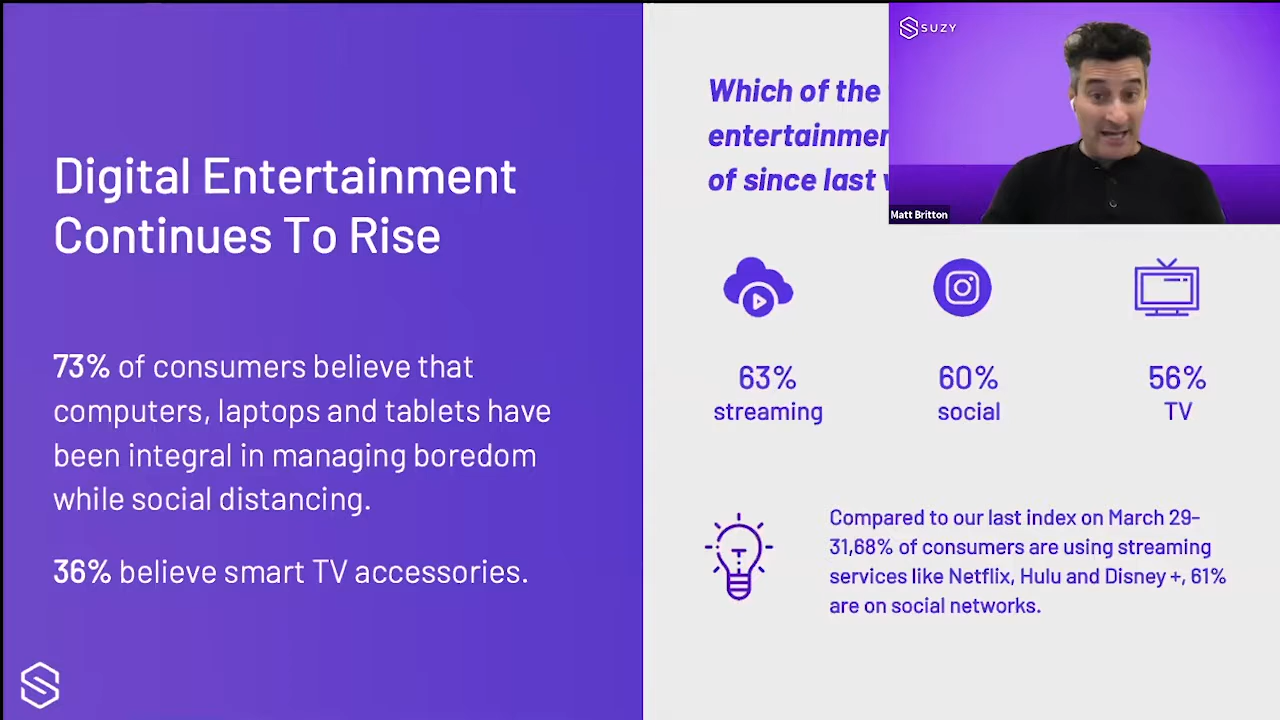 Digital Entertainment
Continues To Rise
73% of consumers believe that
computers, laptops and tablets have
been integral in managing boredom
while social distancing.
36% believe smart TV accessories.
Which of the
of since last
SUZY
Matt Britton
63%
streaming
60%
social
56%
TV
Compared to our last index on March 29-
31,68% of consumers are using streaming
services like Netflix, Hulu and Disney +, 61%
are on social networks.